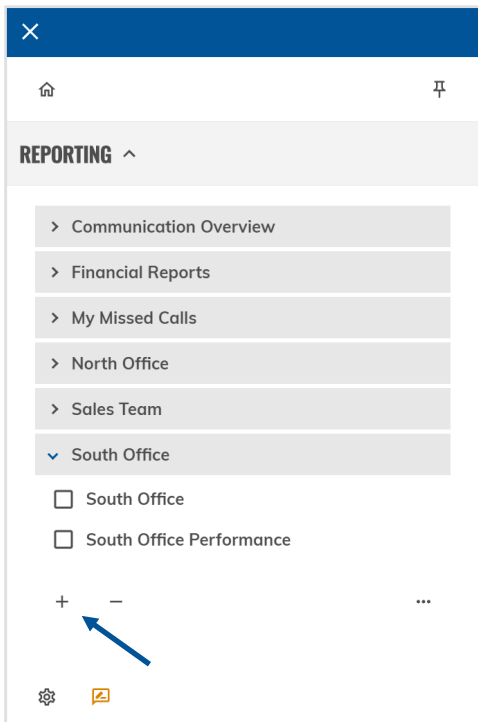 REPORTING
Communication Overview
Financial Reports
My Missed Calls
North Office
Sales Team
South Office
South Office
South Office Performance